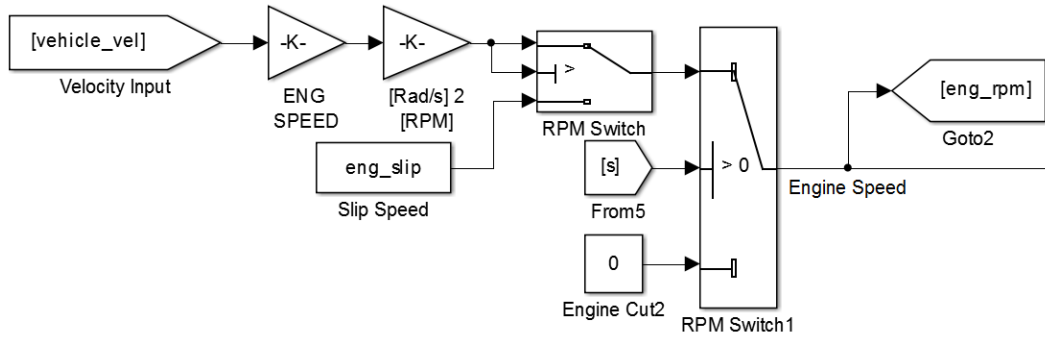 [vehicle_vel]
Velocity Input
-K-
ENG
SPEED
-K-
[Rad/s] 2
[RPM]
>
RPM Switch
eng_slip
Slip Speed
[s]
From5
0
Engine Cut2
> 0
RPM Switch1
Engine Speed
[eng_rpm]
Goto2